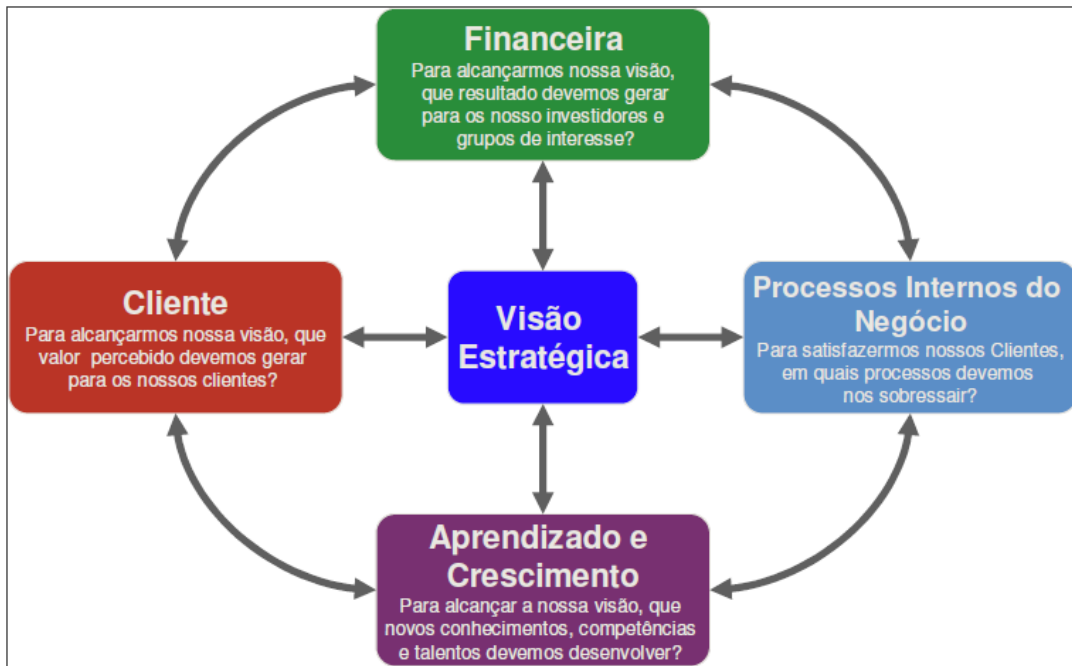 Financeira
Para alcançarmos nossa visão,
que resultado devemos gerar
para os nosso investidores e
grupos de interesse?
Cliente
Para alcançarmos nossa visão, que
valor percebido devemos gerar
para os nossos clientes?
Visão
Estratégica
Processos Internos do
Negócio
Para satisfazermos nossos Clientes,
em quais processos devemos
nos sobressair?
Aprendizado e
Crescimento
Para alcançar a nossa visão, que
novos conhecimentos, competências
e talentos devemos desenvolver?